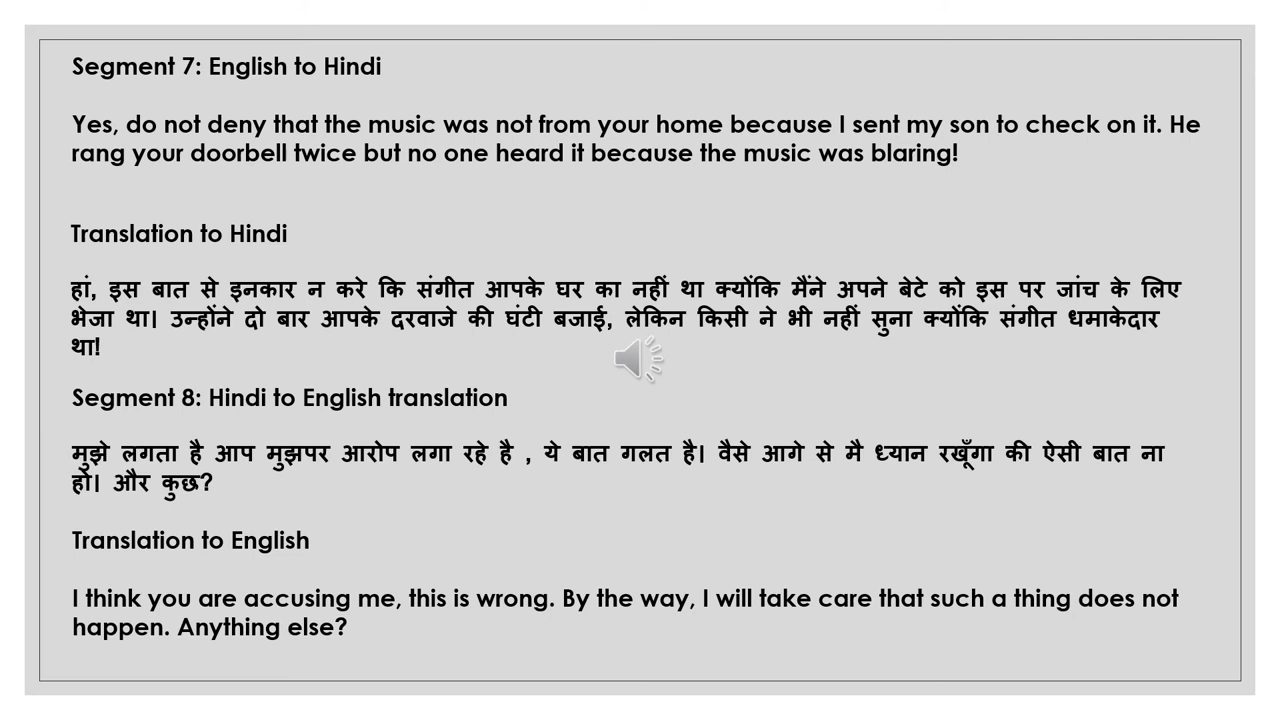 Segment 7: English to Hindi
Yes, do not deny that the music was not from your home because I sent my son to check on it. He
rang your doorbell twice but no one heard it because the music was blaring!
Translation to Hindi
हां, इस बात से इनकार न करे कि संगीत आपके घर का नहीं था क्योंकि मैंने अपने बेटे को इस पर जांच के लिए
भेजा था। उन्होंने दो बार आपके दरवाजे की घंटी बजाई, लेकिन किसी ने भी नहीं सुना क्योंकि संगीत धमाकेदार
था!
Segment 8: Hindi to English translation
मुझे लगता है आप मुझपर आरोप लगा रहे है , ये बात गलत है। वैसे आगे से मै ध्यान रखूँगा की ऐसी बात ना
हो। और कुछ?
Translation to English
I think you are accusing me, this is wrong. By the way, I will take care that such a thing does not
happen. Anything else?